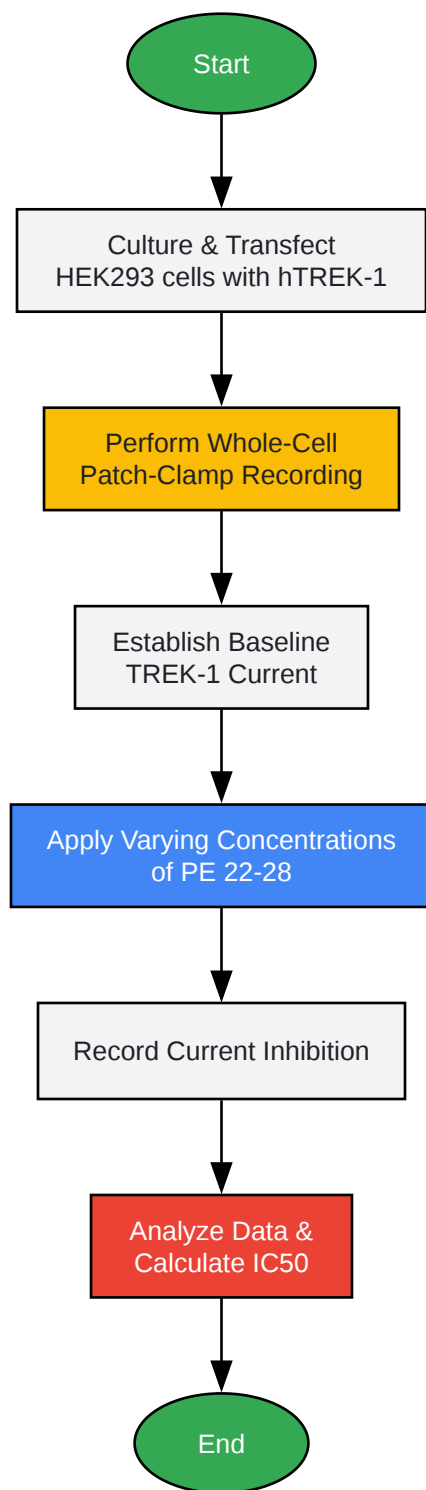 Start
Culture & Transfect
HEK293 cells with hTREK-1
Perform Whole-Cell
Patch-Clamp Recording
Establish Baseline
TREK-1 Current
Apply Varying Concentrations
of PE 22-28
Record Current Inhibition
Analyze Data &
Calculate IC50
End